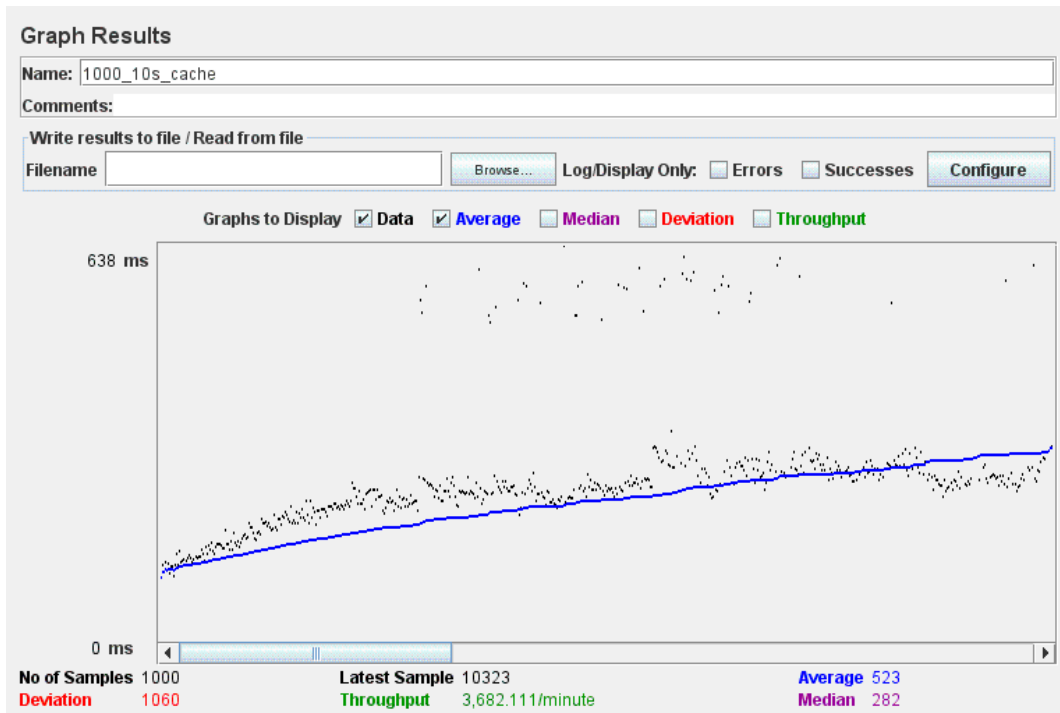 Graph Results
Name: 1000_10s_cache
Comments:
Write results to file / Read from file
Filename Browse... Log/Display Only: Errors Successes Configure
Graphs to Display Data Average Median Deviation Throughput
638 ms
0 ms
No of Samples 1000 Latest Sample 10323 Average 523
Deviation 1060 Throughput 3,682.111/minute Median 282